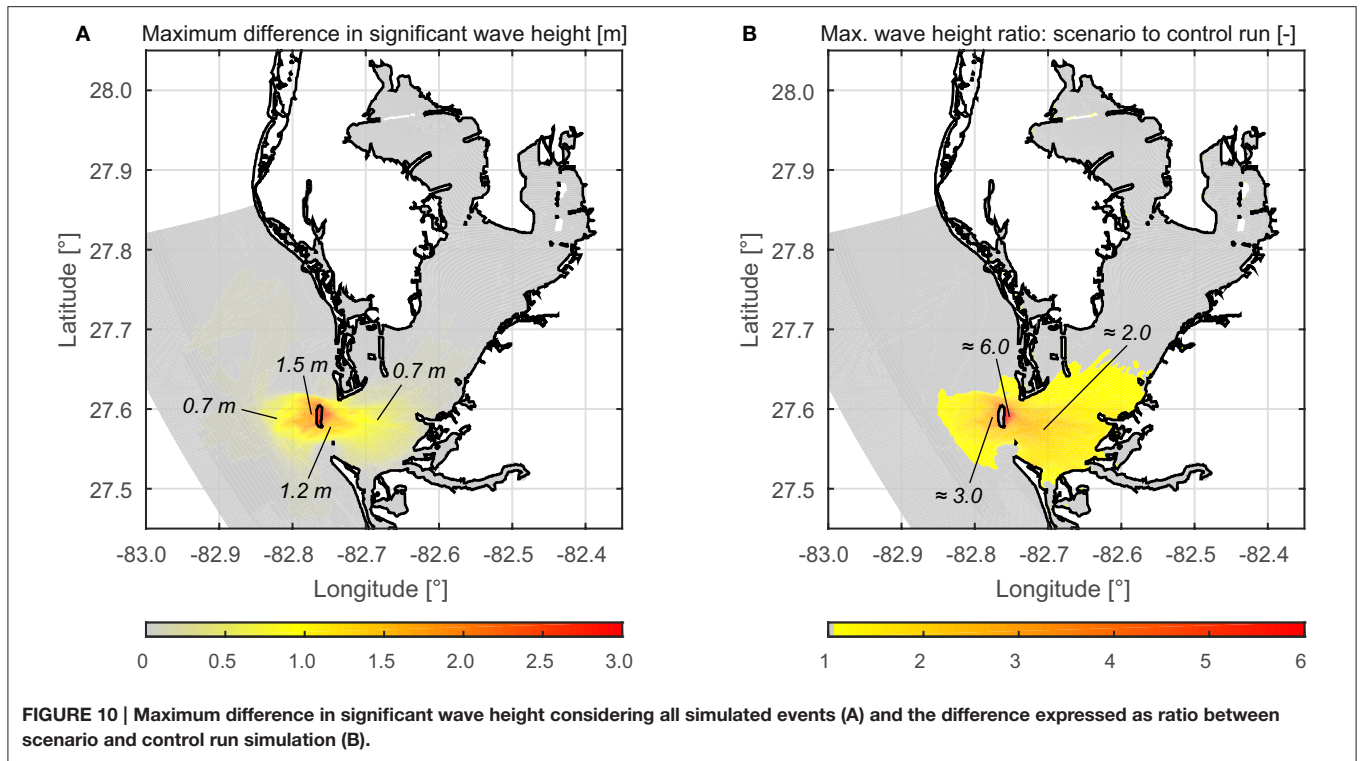 A Maximum difference in significant wave height [m]
28.0
27.9
27.8
27.7
27.6
27.5
Latitude [°]
1.5 m
0.7 m
0.7 m
1.2 m
-83.0 -82.9 -82.8 -82.7 -82.6 -82.5 -82.4
Longitude [°]
0 0.5 1.0 1.5 2.0 2.5 3.0
B Max. wave height ratio: scenario to control run [-]
28.0
27.9
27.8
27.7
27.6
27.5
Latitude [°]
≈ 6.0
≈ 2.0
≈ 3.0
-83.0 -82.9 -82.8 -82.7 -82.6 -82.5 -82.4
Longitude [°]
1 2 3 4 5 6
FIGURE 10 | Maximum difference in significant wave height considering all simulated events (A) and the difference expressed as ratio between
scenario and control run simulation (B).